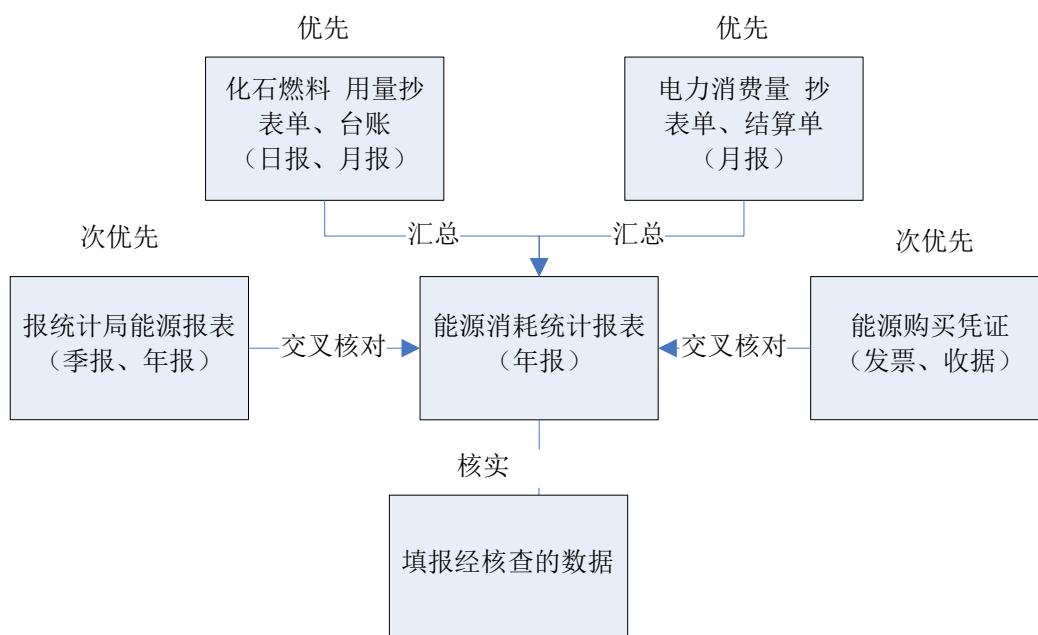 优先
优先
化石燃料 用量抄
表单、台账
（日报、月报）
电力消费量 抄
表单、结算单
（月报）
汇总
汇总
次优先
次优先
报统计局能源报表
（季报、年报）
交叉核对
能源消耗统计报表
（年报）
交叉核对
能源购买凭证
（发票、收据）
核实
填报经核查的数据